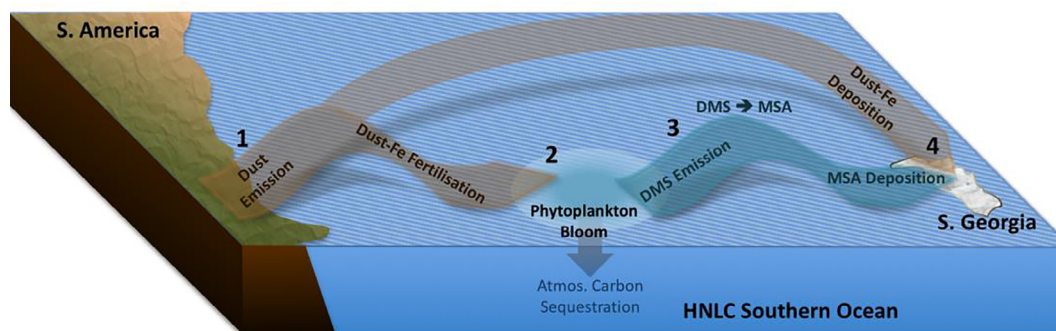 S. America
1
Dust
Emission
Dust-Fe Fertilisation
2
Phytoplankton
Bloom
Atmos. Carbon
Sequestration
3
DMS ➔ MSA
DMS Emission
MSA Deposition
Dust-Fe
Deposition
4
S. Georgia
HNLC Southern Ocean